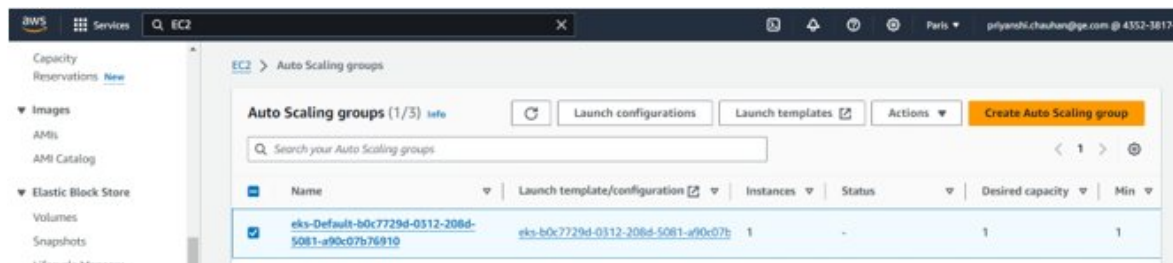 aws Services EC2 Paris priyanshi.chauhan@ge.com @ 4352-3817
Capacity
Reservations New
Images
AMIs
AMI Catalog
Elastic Block Store
Volumes
Snapshots
EC2 > Auto Scaling groups
Auto Scaling groups (1/3) Info Launch configurations Launch templates Actions Create Auto Scaling group
Search your Auto Scaling groups
1
Name Launch template/configuration Instances Status Desired capacity Min
eks-Default-b0c7729d-0312-208d-
5081-a90c07b76910
eks-b0c7729d-0312-208d-5081-a90c07b 1 - 1 1